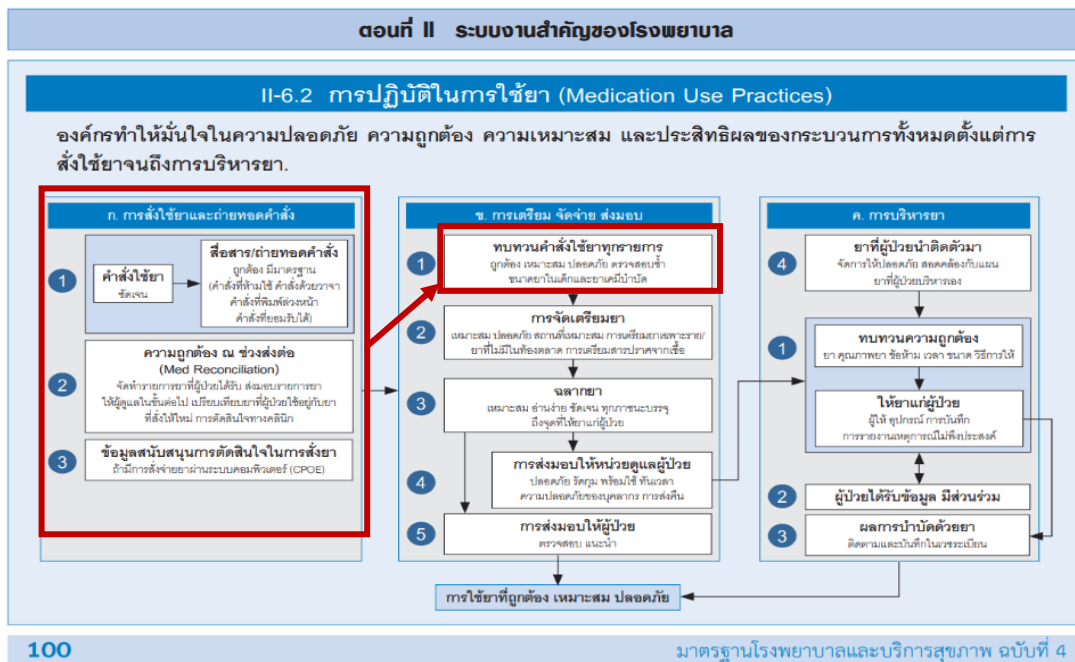 ตอนที่ II ระบบงานสำคัญของโรงพยาบาล
II-6.2 การปฏิบัติในการใช้ยา (Medication Use Practices)
องค์กรทำให้มั่นใจในความปลอดภัย ความถูกต้อง ความเหมาะสม และประสิทธิผลของกระบวนการทั้งหมดตั้งแต่การ
สั่งใช้ยาจนถึงการบริหารยา.
ก. การสั่งใช้ยาและถ่ายทอดคำสั่ง
1
คำสั่งใช้ยา
ชัดเจน
สื่อสาร/ถ่ายทอดคำสั่ง
ถูกต้อง มีมาตรฐาน
(คำสั่งที่ห้ามใช้ คำสั่งด้วยวาจา
คำสั่งที่พิมพ์ล่วงหน้า
คำสั่งที่ยอมรับได้)
2
ความถูกต้อง ณ ช่วงส่งต่อ
(Med Reconciliation)
จัดทำรายการยาที่ผู้ป่วยได้รับ ส่งมอบรายการยา
ให้ผู้ดูแลในขั้นต่อไป เปรียบเทียบยาที่ผู้ป่วยใช้อยู่กับยา
ที่สั่งให้ใหม่ การตัดสินใจทางคลินิก
3
ข้อมูลสนับสนุนการตัดสินใจในการสั่งยา
ถ้ามีการสั่งจ่ายยาผ่านระบบคอมพิวเตอร์ (CPOE)
ข. การเตรียม จัดจ่าย ส่งมอบ
1
ทบทวนคำสั่งใช้ยาทุกรายการ
ถูกต้อง เหมาะสม ปลอดภัย ตรวจสอบซ้ำ
ขนาดยาในเด็กและยาเคมีบำบัด
2
การจัดเตรียมยา
เหมาะสม ปลอดภัย สถานที่เหมาะสม การเตรียมยาเฉพาะราย/
ยาที่ไม่มีในท้องตลาด การเตรียมสารปราศจากเชื้อ
3
ฉลากยา
เหมาะสม อ่านง่าย ชัดเจน ทุกภาชนะบรรจุ
ถึงจุดที่ให้ยาแก่ผู้ป่วย
4
การส่งมอบให้หน่วยดูแลผู้ป่วย
ปลอดภัย รัดกุม พร้อมใช้ ทันเวลา
ความปลอดภัยของบุคลากร การส่งคืน
5
การส่งมอบให้ผู้ป่วย
ตรวจสอบ แนะนำ
ค. การบริหารยา
4
ยาที่ผู้ป่วยนำติดตัวมา
จัดการให้ปลอดภัย สอดคล้องกับแผน
ยาที่ผู้ป่วยบริหารเอง
1
ทบทวนความถูกต้อง
ยา คุณภาพยา ข้อห้าม เวลา ขนาด วิธีการให้
ให้ยาแก่ผู้ป่วย
ผู้ให้ อุปกรณ์ การบันทึก
การรายงานเหตุการณ์ไม่พึงประสงค์
2
ผู้ป่วยได้รับข้อมูล มีส่วนร่วม
3
ผลการบำบัดด้วยยา
ติดตามและบันทึกในเวชระเบียน
การใช้ยาที่ถูกต้อง เหมาะสม ปลอดภัย
100
มาตรฐานโรงพยาบาลและบริการสุขภาพ ฉบับที่ 4